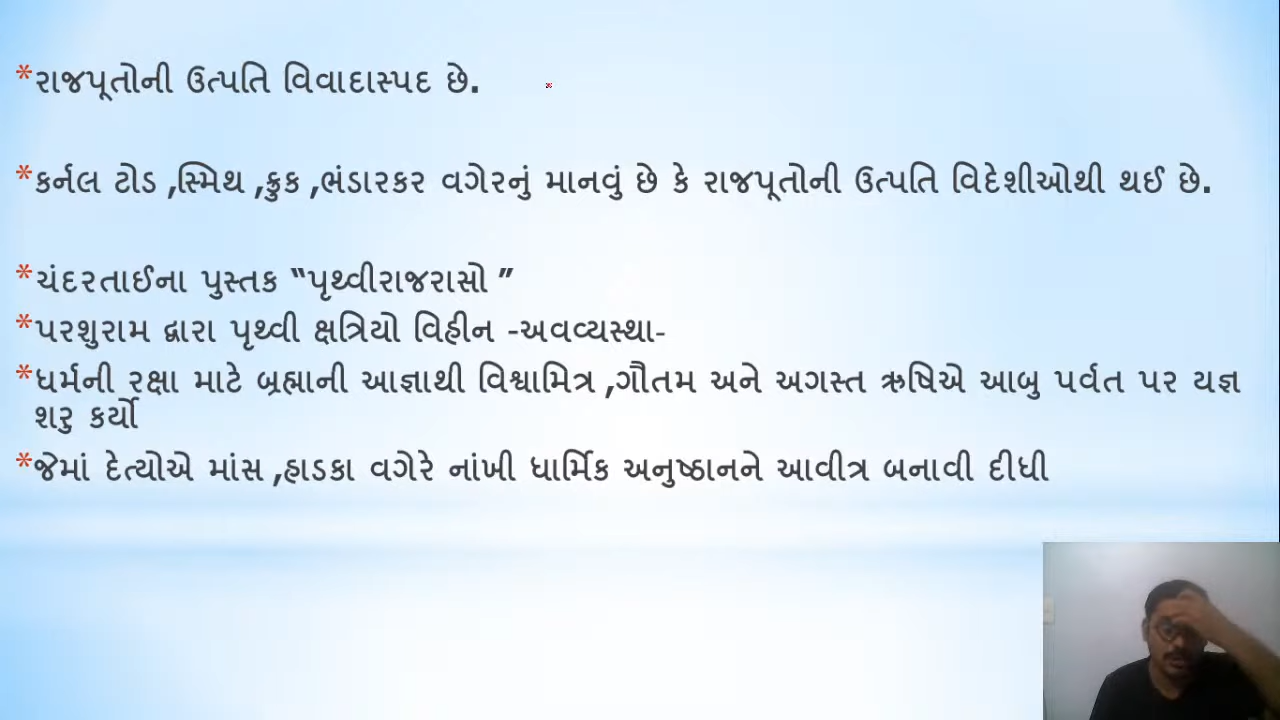 *રાજપૂતોની ઉત્પતિ વિવાદાસ્પદ છે.
*કર્નલ ટોડ ,સ્મિથ ,ક્રુક ,ભંડારકર વગેરનું માનવું છે કે રાજપૂતોની ઉત્પતિ વિદેશીઓથી થઈ છે.
*ચંદરતાઈના પુસ્તક “પૃથ્વીરાજરાસો ”
*પરશુરામ દ્વારા પૃથ્વી ક્ષત્રિયો વિહીન -અવવ્યસ્થા-
*ધર્મની રક્ષા માટે બ્રહ્માની આજ્ઞાથી વિશ્વામિત્ર ,ગૌતમ અને અગસ્ત ઋષિએ આબુ પર્વત પર યજ્ઞ
શરુ કર્યો
*જેમાં દેત્યોએ માંસ ,હાડકા વગેરે નાંખી ધાર્મિક અનુષ્ઠાનને આવીત્ર બનાવી દીધી